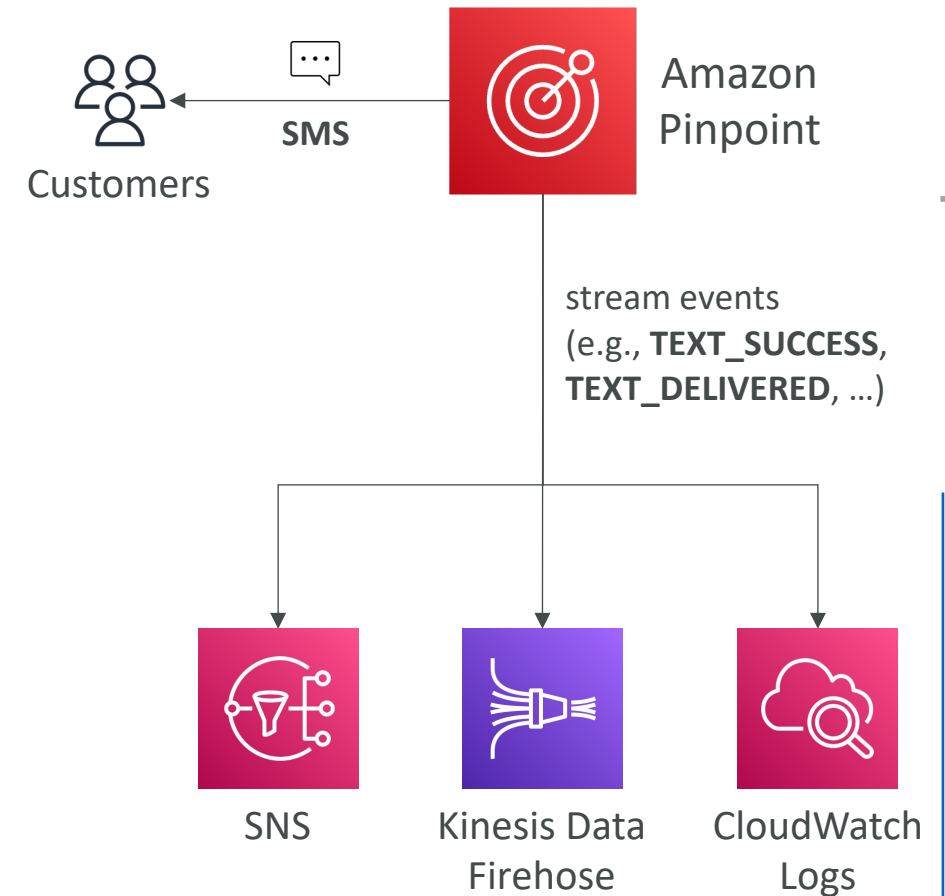 Amazon
Pinpoint
SMS
Customers
stream events
(e.g., TEXT_SUCCESS,
TEXT_DELIVERED, …)
SNS
Kinesis Data
Firehose
CloudWatch
Logs